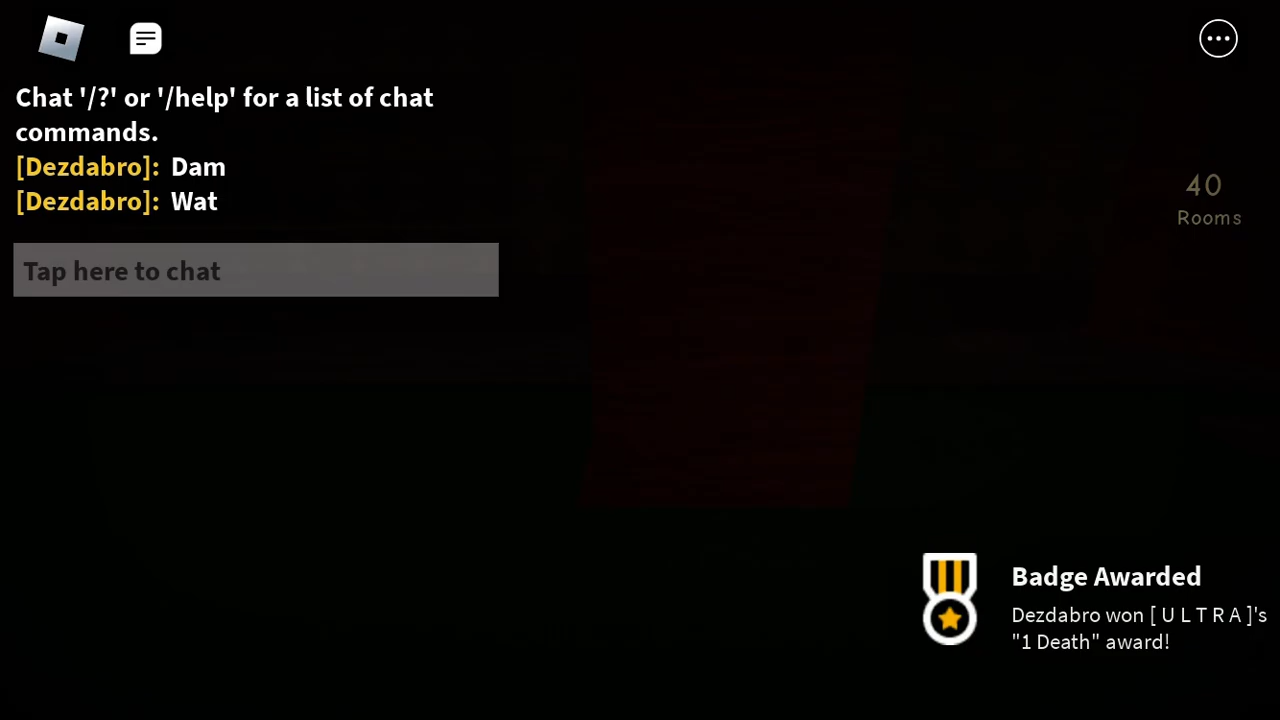 Chat '/?' or '/help' for a list of chat
commands.
[Dezdabro]: Dam
[Dezdabro]: Wat
Tap here to chat
40
Rooms
Badge Awarded
Dezdabro won [ U L T R A ]'s
"1 Death" award!